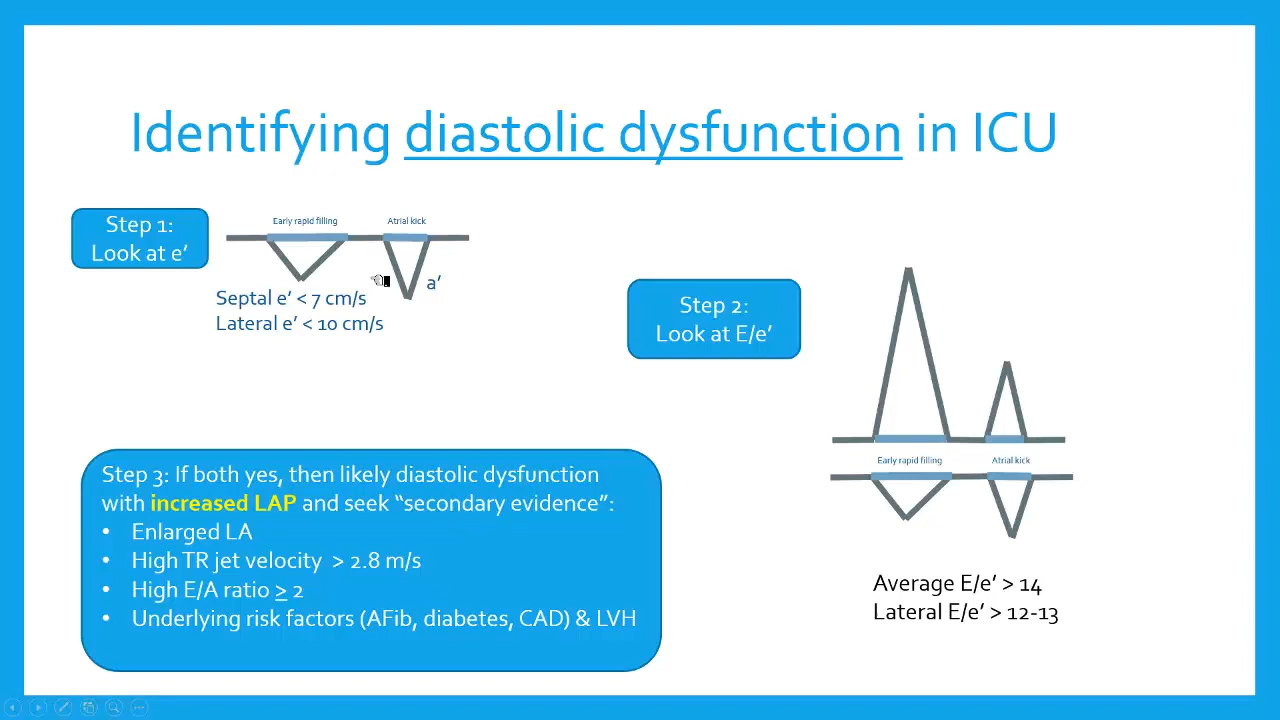 Identifying diastolic dysfunction in ICU
Step 1:
Look at e’
Early rapid filling
Atrial kick
a’
Septal e’ < 7 cm/s
Lateral e’ < 10 cm/s
Step 2:
Look at E/e’
Early rapid filling
Atrial kick
Average E/e’ > 14
Lateral E/e’ > 12-13
Step 3: If both yes, then likely diastolic dysfunction
with increased LAP and seek “secondary evidence”:
• Enlarged LA
• High TR jet velocity > 2.8 m/s
• High E/A ratio ≥ 2
• Underlying risk factors (AFib, diabetes, CAD) & LVH